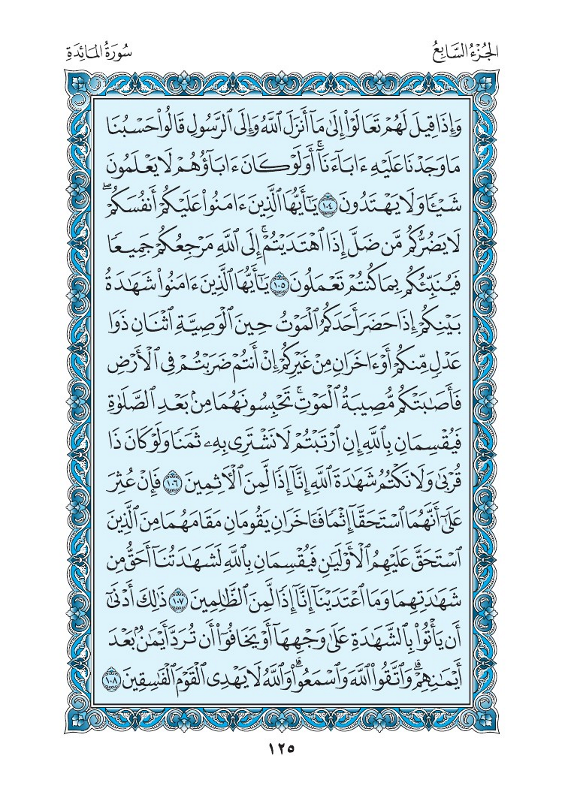 الجُزْءُ السَّابِعُ
سُورَةُ المَائِدَةِ
وَإِذَا قِيلَ لَهُمْ تَعَالَوْا۟ إِلَىٰ مَآ أَنزَلَ ٱللَّهُ وَإِلَى ٱلرَّسُولِ قَالُوا۟ حَسْبُنَا
مَا وَجَدْنَا عَلَيْهِ ءَابَآءَنَآۚ أَوَلَوْ كَانَ ءَابَآؤُهُمْ لَا يَعْلَمُونَ
شَيْـًٔا وَلَا يَهْتَدُونَ ١٠٤ يَـٰٓأَيُّهَا ٱلَّذِينَ ءَامَنُوا۟ عَلَيْكُمْ أَنفُسَكُمْۖ
لَا يَضُرُّكُم مَّن ضَلَّ إِذَا ٱهْتَدَيْتُمْۚ إِلَى ٱللَّهِ مَرْجِعُكُمْ جَمِيعًا
فَيُنَبِّئُكُم بِمَا كُنتُمْ تَعْمَلُونَ ١٠٥ يَـٰٓأَيُّهَا ٱلَّذِينَ ءَامَنُوا۟ شَهَـٰدَةُ
بَيْنِكُمْ إِذَا حَضَرَ أَحَدَكُمُ ٱلْمَوْتُ حِينَ ٱلْوَصِيَّةِ ٱثْنَانِ ذَوَا
عَدْلٍ مِّنكُمْ أَوْ ءَاخَرَانِ مِنْ غَيْرِكُمْ إِنْ أَنتُمْ ضَرَبْتُمْ فِى ٱلْأَرْضِ
فَأَصَـٰبَتْكُم مُّصِيبَةُ ٱلْمَوْتِۚ تَحْبِسُونَهُمَا مِنۢ بَعْدِ ٱلصَّلَوٰةِ
فَيُقْسِمَانِ بِٱللَّهِ إِنِ ٱرْتَبْتُمْ لَا نَشْتَرِى بِهِۦ ثَمَنًا وَلَوْ كَانَ ذَا
قُرْبَىٰۙ وَلَا نَكْتُمُ شَهَـٰدَةَ ٱللَّهِ إِنَّآ إِذًا لَّمِنَ ٱلْـَٔاثِمِينَ ١٠٦ فَإِنْ عُثِرَ
عَلَىٰٓ أَنَّهُمَا ٱسْتَحَقَّآ إِثْمًا فَـَٔاخَرَانِ يَقُومَانِ مَقَامَهُمَا مِنَ ٱلَّذِينَ
ٱسْتَحَقَّ عَلَيْهِمُ ٱلْأَوْلَيَـٰنِ فَيُقْسِمَانِ بِٱللَّهِ لَشَهَـٰدَتُنَآ أَحَقُّ مِن
شَهَـٰدَتِهِمَا وَمَا ٱعْتَدَيْنَآ إِنَّآ إِذًا لَّمِنَ ٱلظَّـٰلِمِينَ ١٠٧ ذَٰلِكَ أَدْنَىٰٓ
أَن يَأْتُوا۟ بِٱلشَّهَـٰدَةِ عَلَىٰ وَجْهِهَآ أَوْ يَخَافُوٓا۟ أَن تُرَدَّ أَيْمَـٰنٌۢ بَعْدَ
أَيْمَـٰنِهِمْۗ وَٱتَّقُوا۟ ٱللَّهَ وَٱسْمَعُوا۟ۗ وَٱللَّهُ لَا يَهْدِى ٱلْقَوْمَ ٱلْفَـٰسِقِينَ ١٠٨
١٢٥